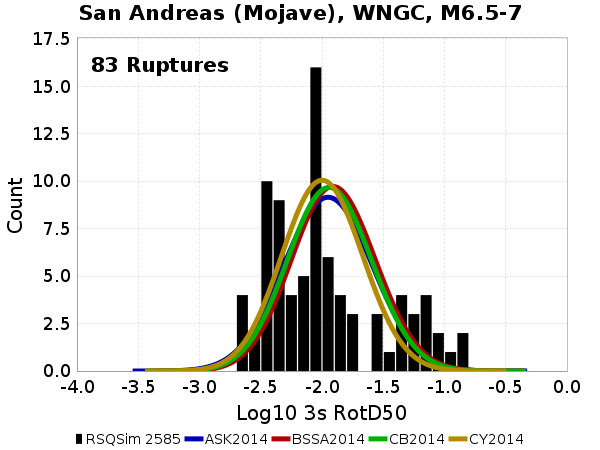 San Andreas (Mojave), WNGC, M6.5-7
83 Ruptures
17.5
15.0
12.5
10.0
7.5
5.0
2.5
0.0
Count
-4.0 -3.5 -3.0 -2.5 -2.0 -1.5 -1.0 -0.5 0.0
Log10 3s RotD50
RSQSim 2585 ASK2014 BSSA2014 CB2014 CY2014